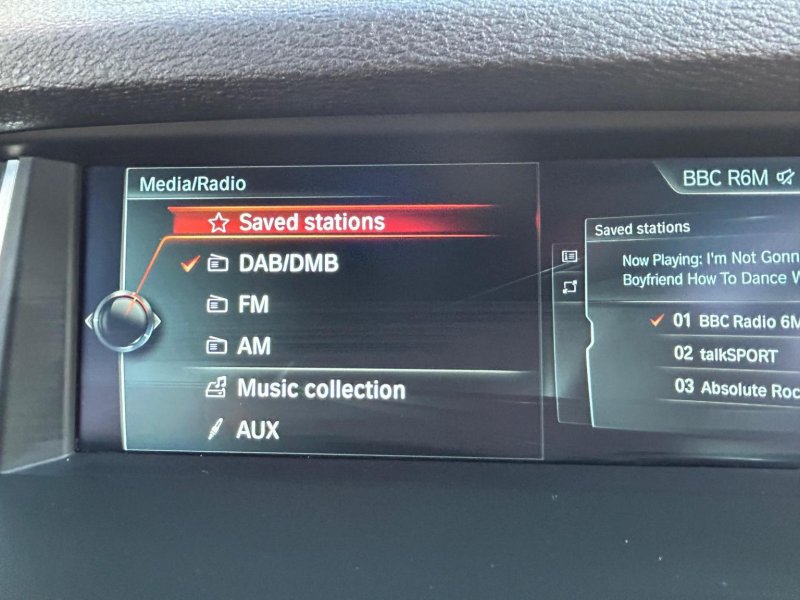 Media/Radio
Saved stations
DAB/DMB
FM
AM
Music collection
AUX
BBC R6M
Saved stations
Now Playing: I'm Not Gonn
Boyfriend How To Dance W
01 BBC Radio 6M
02 talkSPORT
03 Absolute Roc